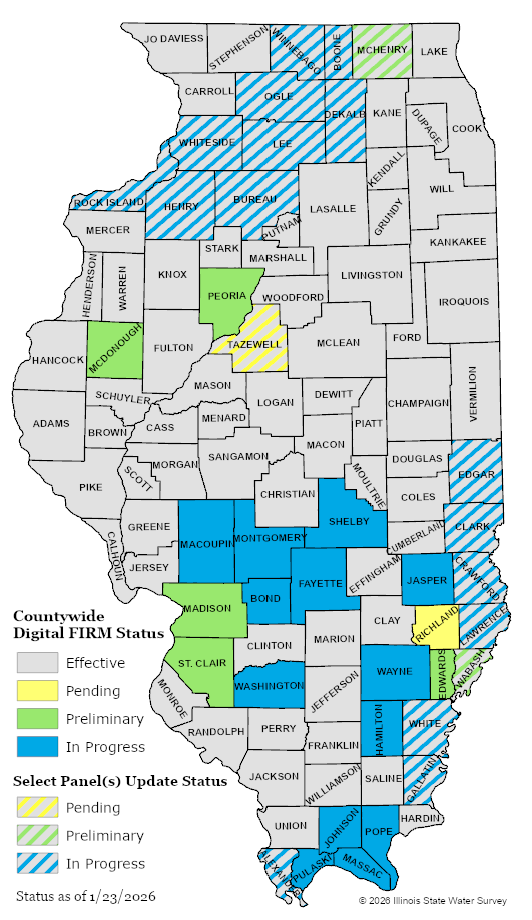 JO DAVIESS
STEPHENSON
WINNEBAGO
BOONE
MCHENRY
LAKE
CARROLL
OGLE
DEKALB
KANE
DUPAGE
COOK
WHITESIDE
LEE
KENDALL
WILL
ROCK ISLAND
HENRY
BUREAU
LASALLE
GRUNDY
MERCER
PUTNAM
KANKAKEE
HENDERSON
WARREN
KNOX
STARK
MARSHALL
LIVINGSTON
IROQUOIS
PEORIA
WOODFORD
HANCOCK
MCDONOUGH
FULTON
TAZEWELL
MCLEAN
FORD
VERMILION
SCHUYLER
MASON
LOGAN
DEWITT
CHAMPAIGN
ADAMS
BROWN
CASS
MENARD
PIATT
MACON
PIKE
SCOTT
MORGAN
SANGAMON
CHRISTIAN
MOULTRIE
DOUGLAS
EDGAR
COLES
GREENE
MACOUPIN
MONTGOMERY
SHELBY
CUMBERLAND
CLARK
CALHOUN
JERSEY
FAYETTE
EFFINGHAM
JASPER
CRAWFORD
MADISON
BOND
Countywide
Digital FIRM Status
Effective
Pending
Preliminary
In Progress
CLINTON
MARION
CLAY
RICHLAND
LAWRENCE
ST. CLAIR
WASHINGTON
JEFFERSON
WAYNE
EDWARDS
WABASH
MONROE
RANDOLPH
PERRY
FRANKLIN
HAMILTON
WHITE
JACKSON
WILLIAMSON
SALINE
GALLATIN
Select Panel(s) Update Status
Pending
Preliminary
In Progress
UNION
JOHNSON
POPE
HARDIN
ALEXANDER
PULASKI
MASSAC
Status as of 1/23/2026
© 2026 Illinois State Water Survey